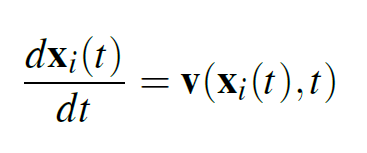 d𝐱ᵢ(t)/dt = 𝐯(𝐱ᵢ(t),t)